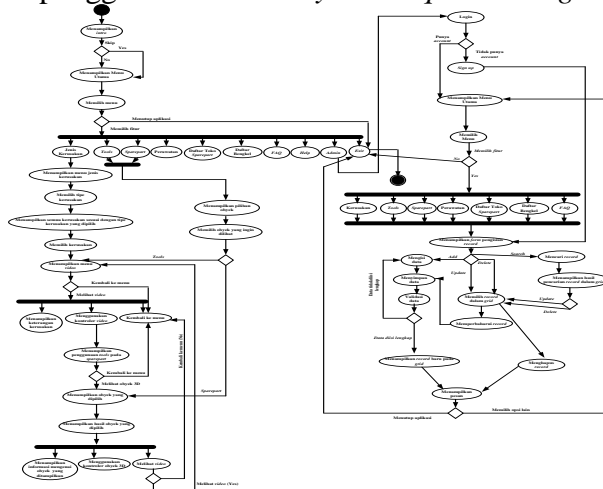 Menampilkan
intro
Skip
Yes
No
Menampilkan Menu
Utama
Memilih menu
Menutup aplikasi
Memilih fitur
Jenis
Kerusakan
Tools
Sparepart
Perawatan
Daftar Toko
Sparepart
Daftar
Bengkel
FAQ
Help
Admin
Exit
Menampilkan menu jenis
kerusakan
Memilih tipe
kerusakan
Menampilkan semua kerusakan sesuai dengan tipe
kerusakan yang dipilih
Memilih kerusakan
Menampilkan menu
video
Menampilkan pilihan
obyek
Memilih obyek yang ingin
dilihat
Tools
Sparepart
Kembali ke menu
Melihat video
Menampilkan
keterangan
kerusakan
Menggunakan
kontroler video
Kembali ke menu
Menampilkan
penggunaan tools pada
sparepart
Kembali ke menu
Melihat obyek 3D
Menampilkan obyek yang
dipilih
Menampilkan hasil obyek yang
dipilih
Menampilkan
informasi mengenai
obyek yang
ditampilkan
Menggunakan
kontroler obyek 3D
Melihat video
Melihat video (Yes)
Login
Punya
account
Tidak punya
account
Sign up
Menampilkan Menu
Utama
Memilih
Menu
Memilih fitur
No
Yes
Kerusakan
Tools
Sparepart
Perawatan
Daftar Toko
Sparepart
Daftar
Bengkel
FAQ
Menampilkan form pengisian
record
Add
Update
Delete
Search
Mengisi
data
Menyimpan
data
Validasi
data
Data diisi lengkap
Memilih record
dalam grid
Memperbaharui record
Mencari record
Menampilkan hasil
pencarian record dalam grid
Update
Delete
Menampilkan record baru pada
grid
Menghapus
record
Menampilkan
pesan
Menutup aplikasi
Memilih opsi lain